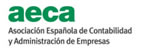 aeca
Asociación Española de Contabilidad
y Administración de Empresas